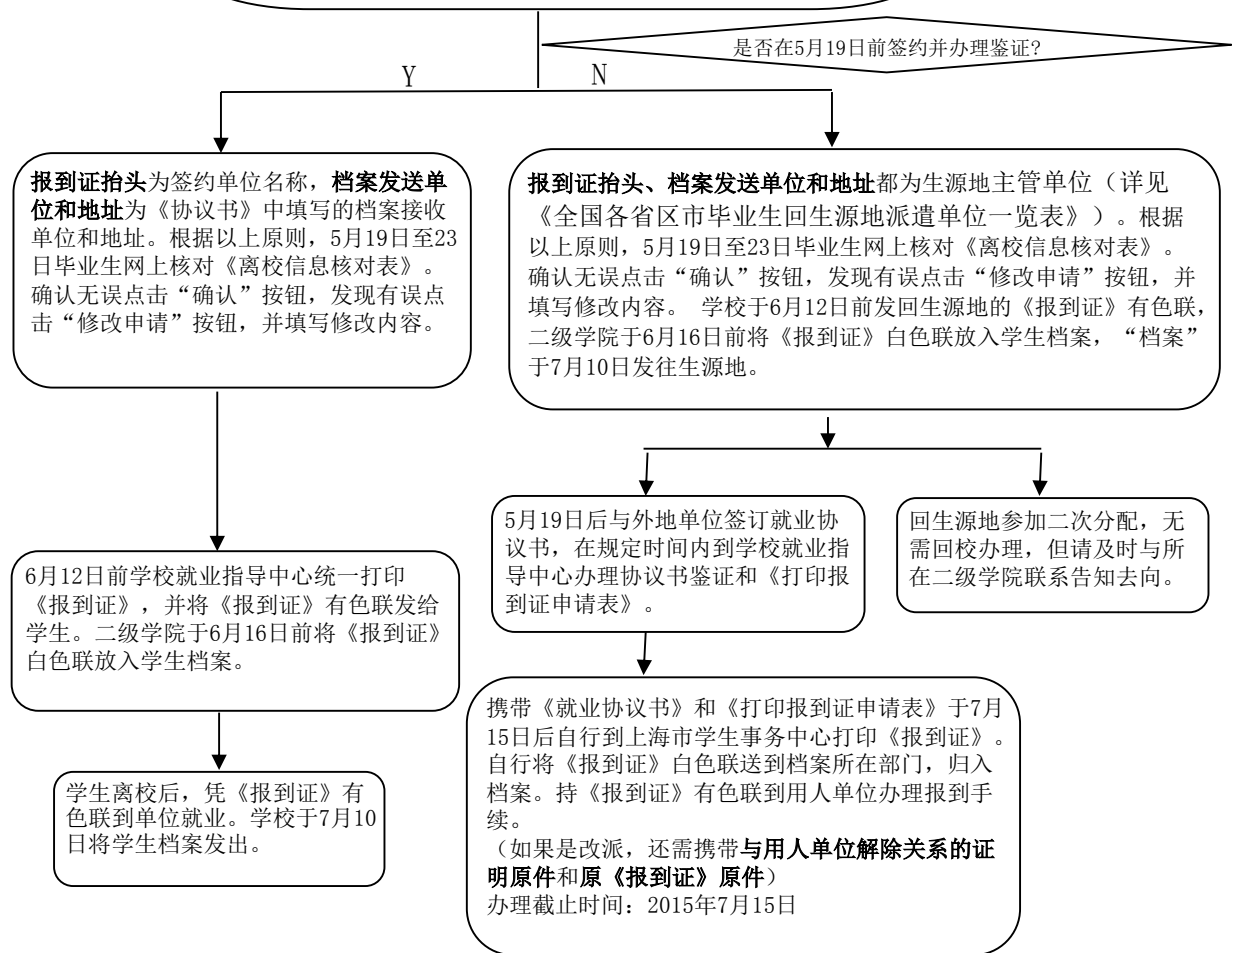 是否在5月19日前签约并办理鉴证?
Y
N
报到证抬头为签约单位名称，档案发送单
位和地址为《协议书》中填写的档案接收
单位和地址。根据以上原则，5月19日至23
日毕业生网上核对《离校信息核对表》。
确认无误点击“确认”按钮，发现有误点
击“修改申请”按钮，并填写修改内容。
报到证抬头、档案发送单位和地址都为生源地主管单位（详见
《全国各省区市毕业生回生源地派遣单位一览表》）。根据
以上原则，5月19日至23日毕业生网上核对《离校信息核对表》。
确认无误点击“确认”按钮，发现有误点击“修改申请”按钮，并
填写修改内容。 学校于6月12日前发回生源地的《报到证》有色联，
二级学院于6月16日前将《报到证》白色联放入学生档案，“档案”
于7月10日发往生源地。
5月19日后与外地单位签订就业协
议书，在规定时间内到学校就业指
导中心办理协议书鉴证和《打印报
到证申请表》。
回生源地参加二次分配，无
需回校办理，但请及时与所
在二级学院联系告知去向。
6月12日前学校就业指导中心统一打印
《报到证》，并将《报到证》有色联发给
学生。二级学院于6月16日前将《报到证》
白色联放入学生档案。
携带《就业协议书》和《打印报到证申请表》于7月
15日后自行到上海市学生事务中心打印《报到证》。
自行将《报到证》白色联送到档案所在部门，归入
档案。持《报到证》有色联到用人单位办理报到手
续。
（如果是改派，还需携带与用人单位解除关系的证
明原件和原《报到证》原件）
办理截止时间：2015年7月15日
学生离校后，凭《报到证》有
色联到单位就业。学校于7月10
日将学生档案发出。